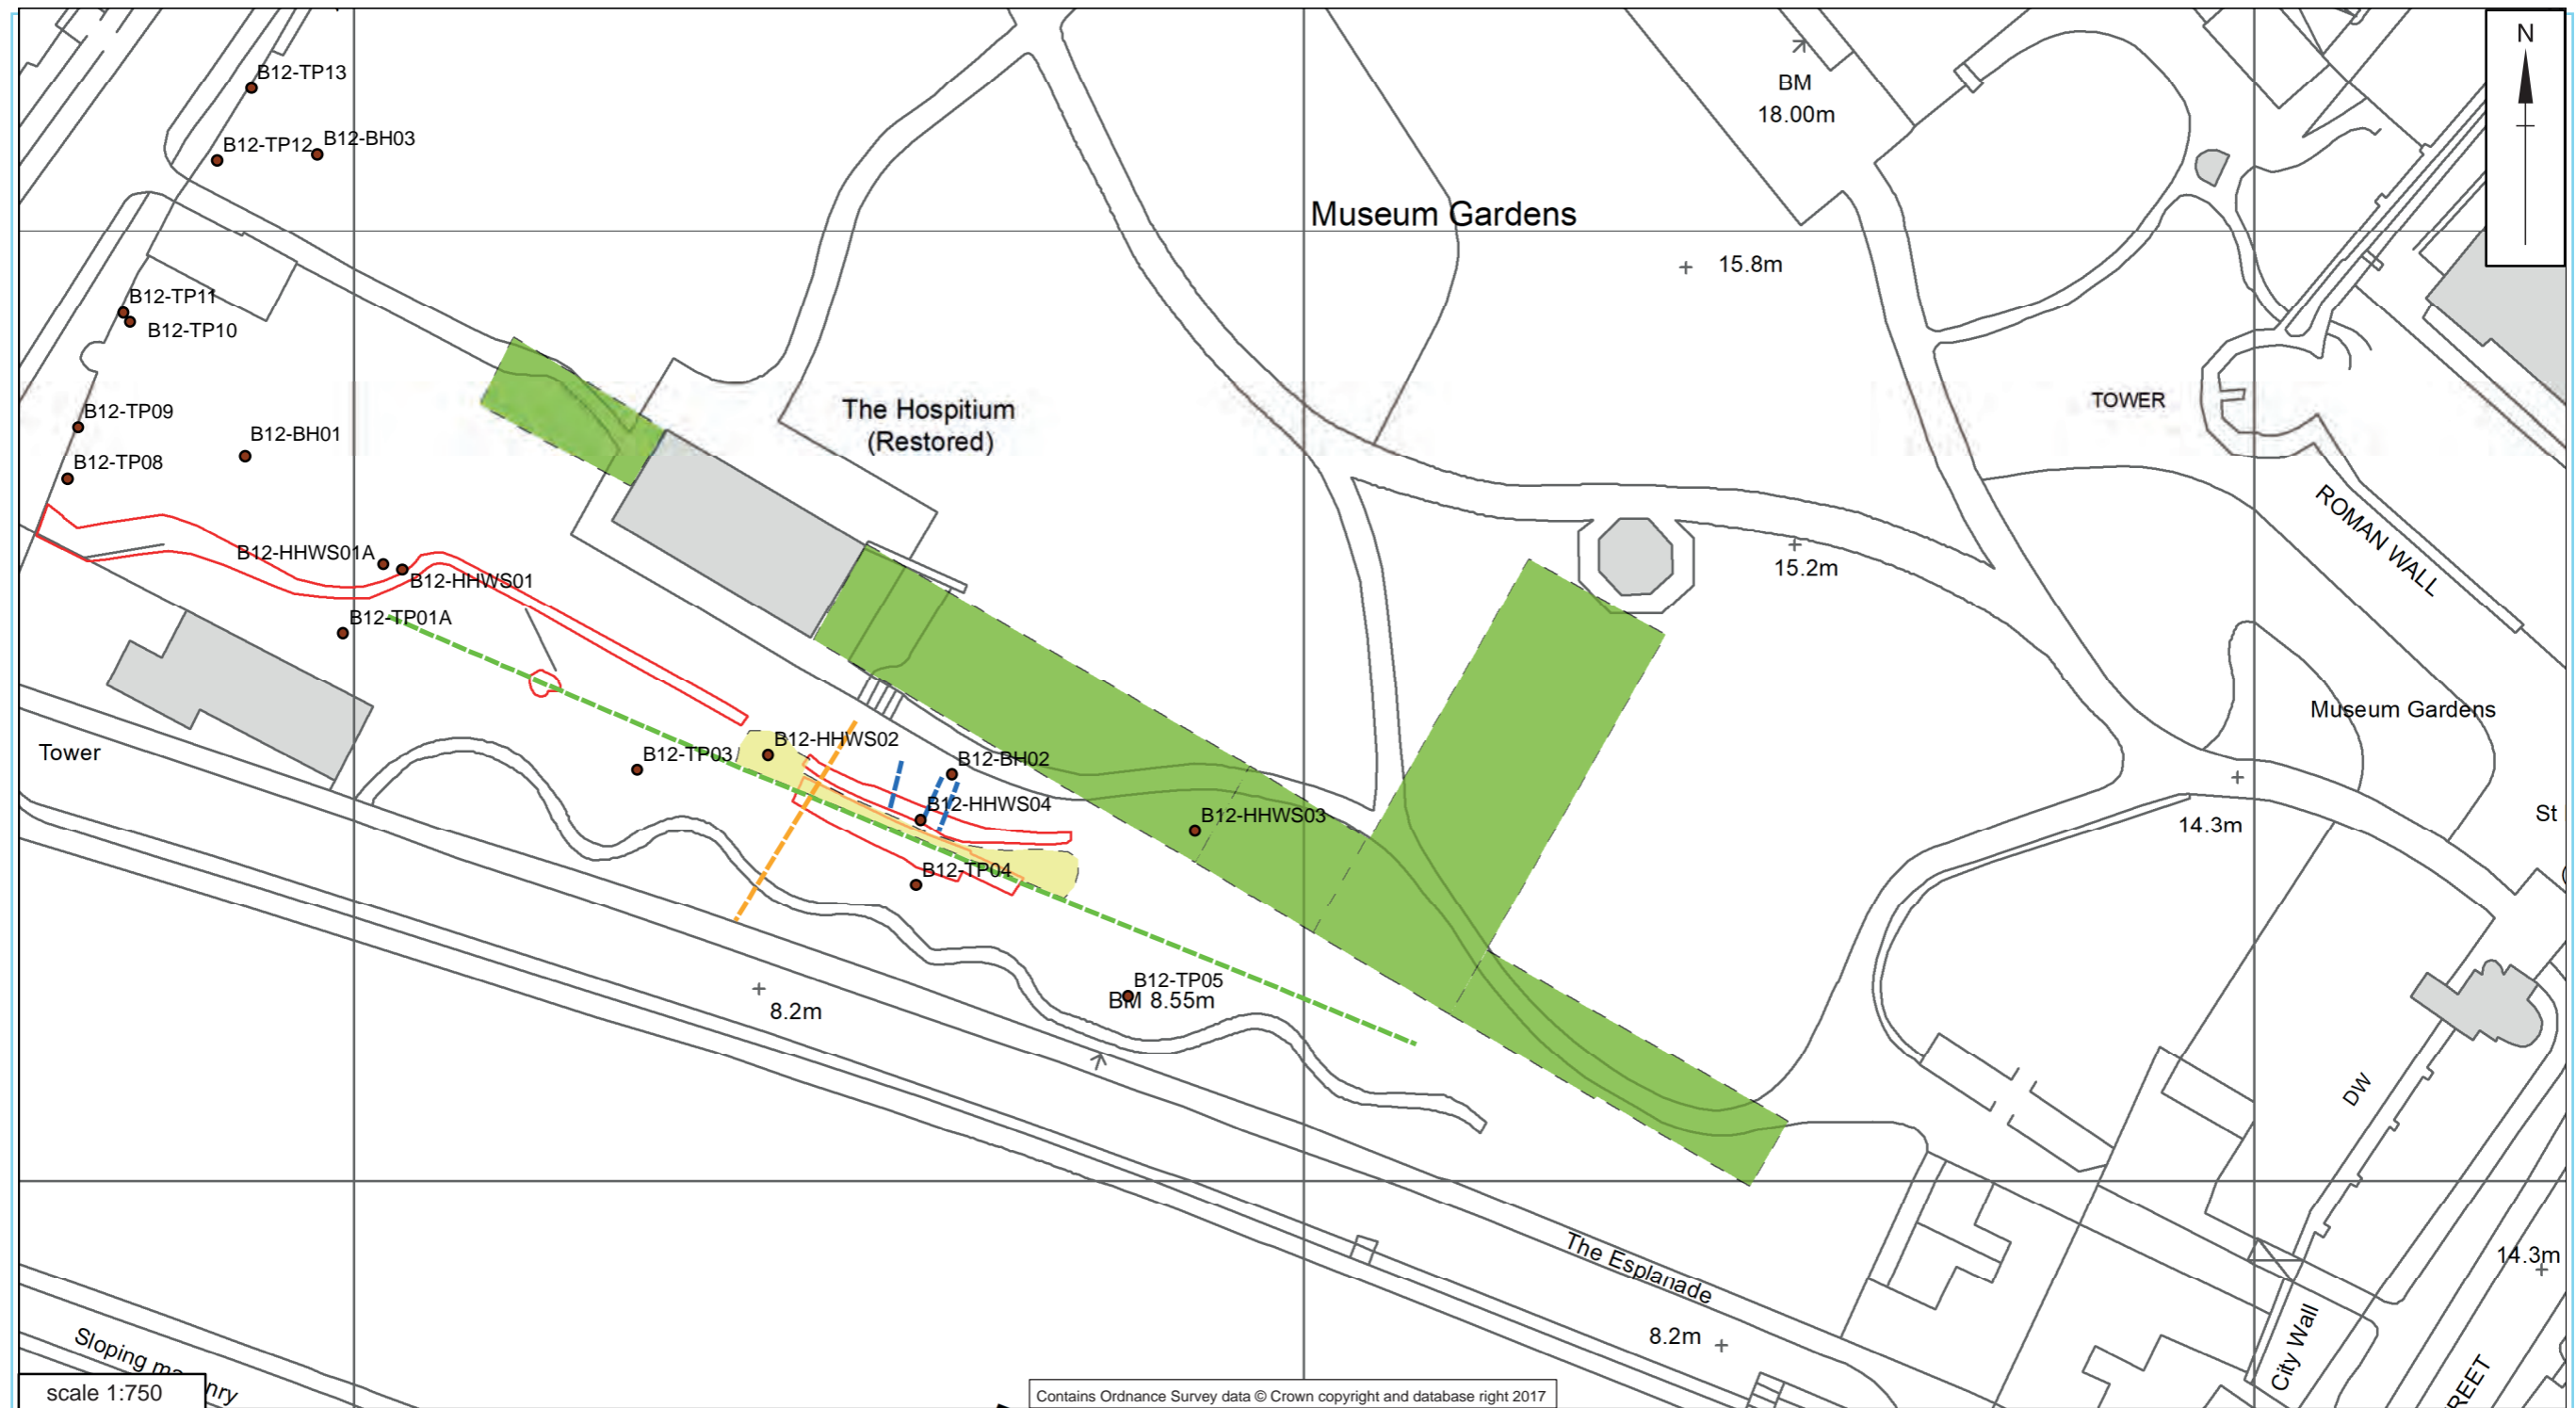 N
B12-TP13
BM
18.00m
B12-TP12
B12-BH03
Museum Gardens
15.8m
B12-TP11
B12-TP10
The Hospitium
(Restored)
TOWER
B12-TP09
B12-BH01
B12-TP08
ROMAN WALL
B12-HHWS01A
B12-HHWS01
15.2m
B12-TP01A
Museum Gardens
Tower
B12-TP03
B12-HHWS02
B12-BH02
B12-HHWS04
B12-HHWS03
14.3m
St
B12-TP04
B12-TP05
BM 8.55m
8.2m
DW
The Esplanade
14.3m
8.2m
City Wall
REET
Sloping
nry
scale 1:750
Contains Ordnance Survey data © Crown copyright and database right 2017